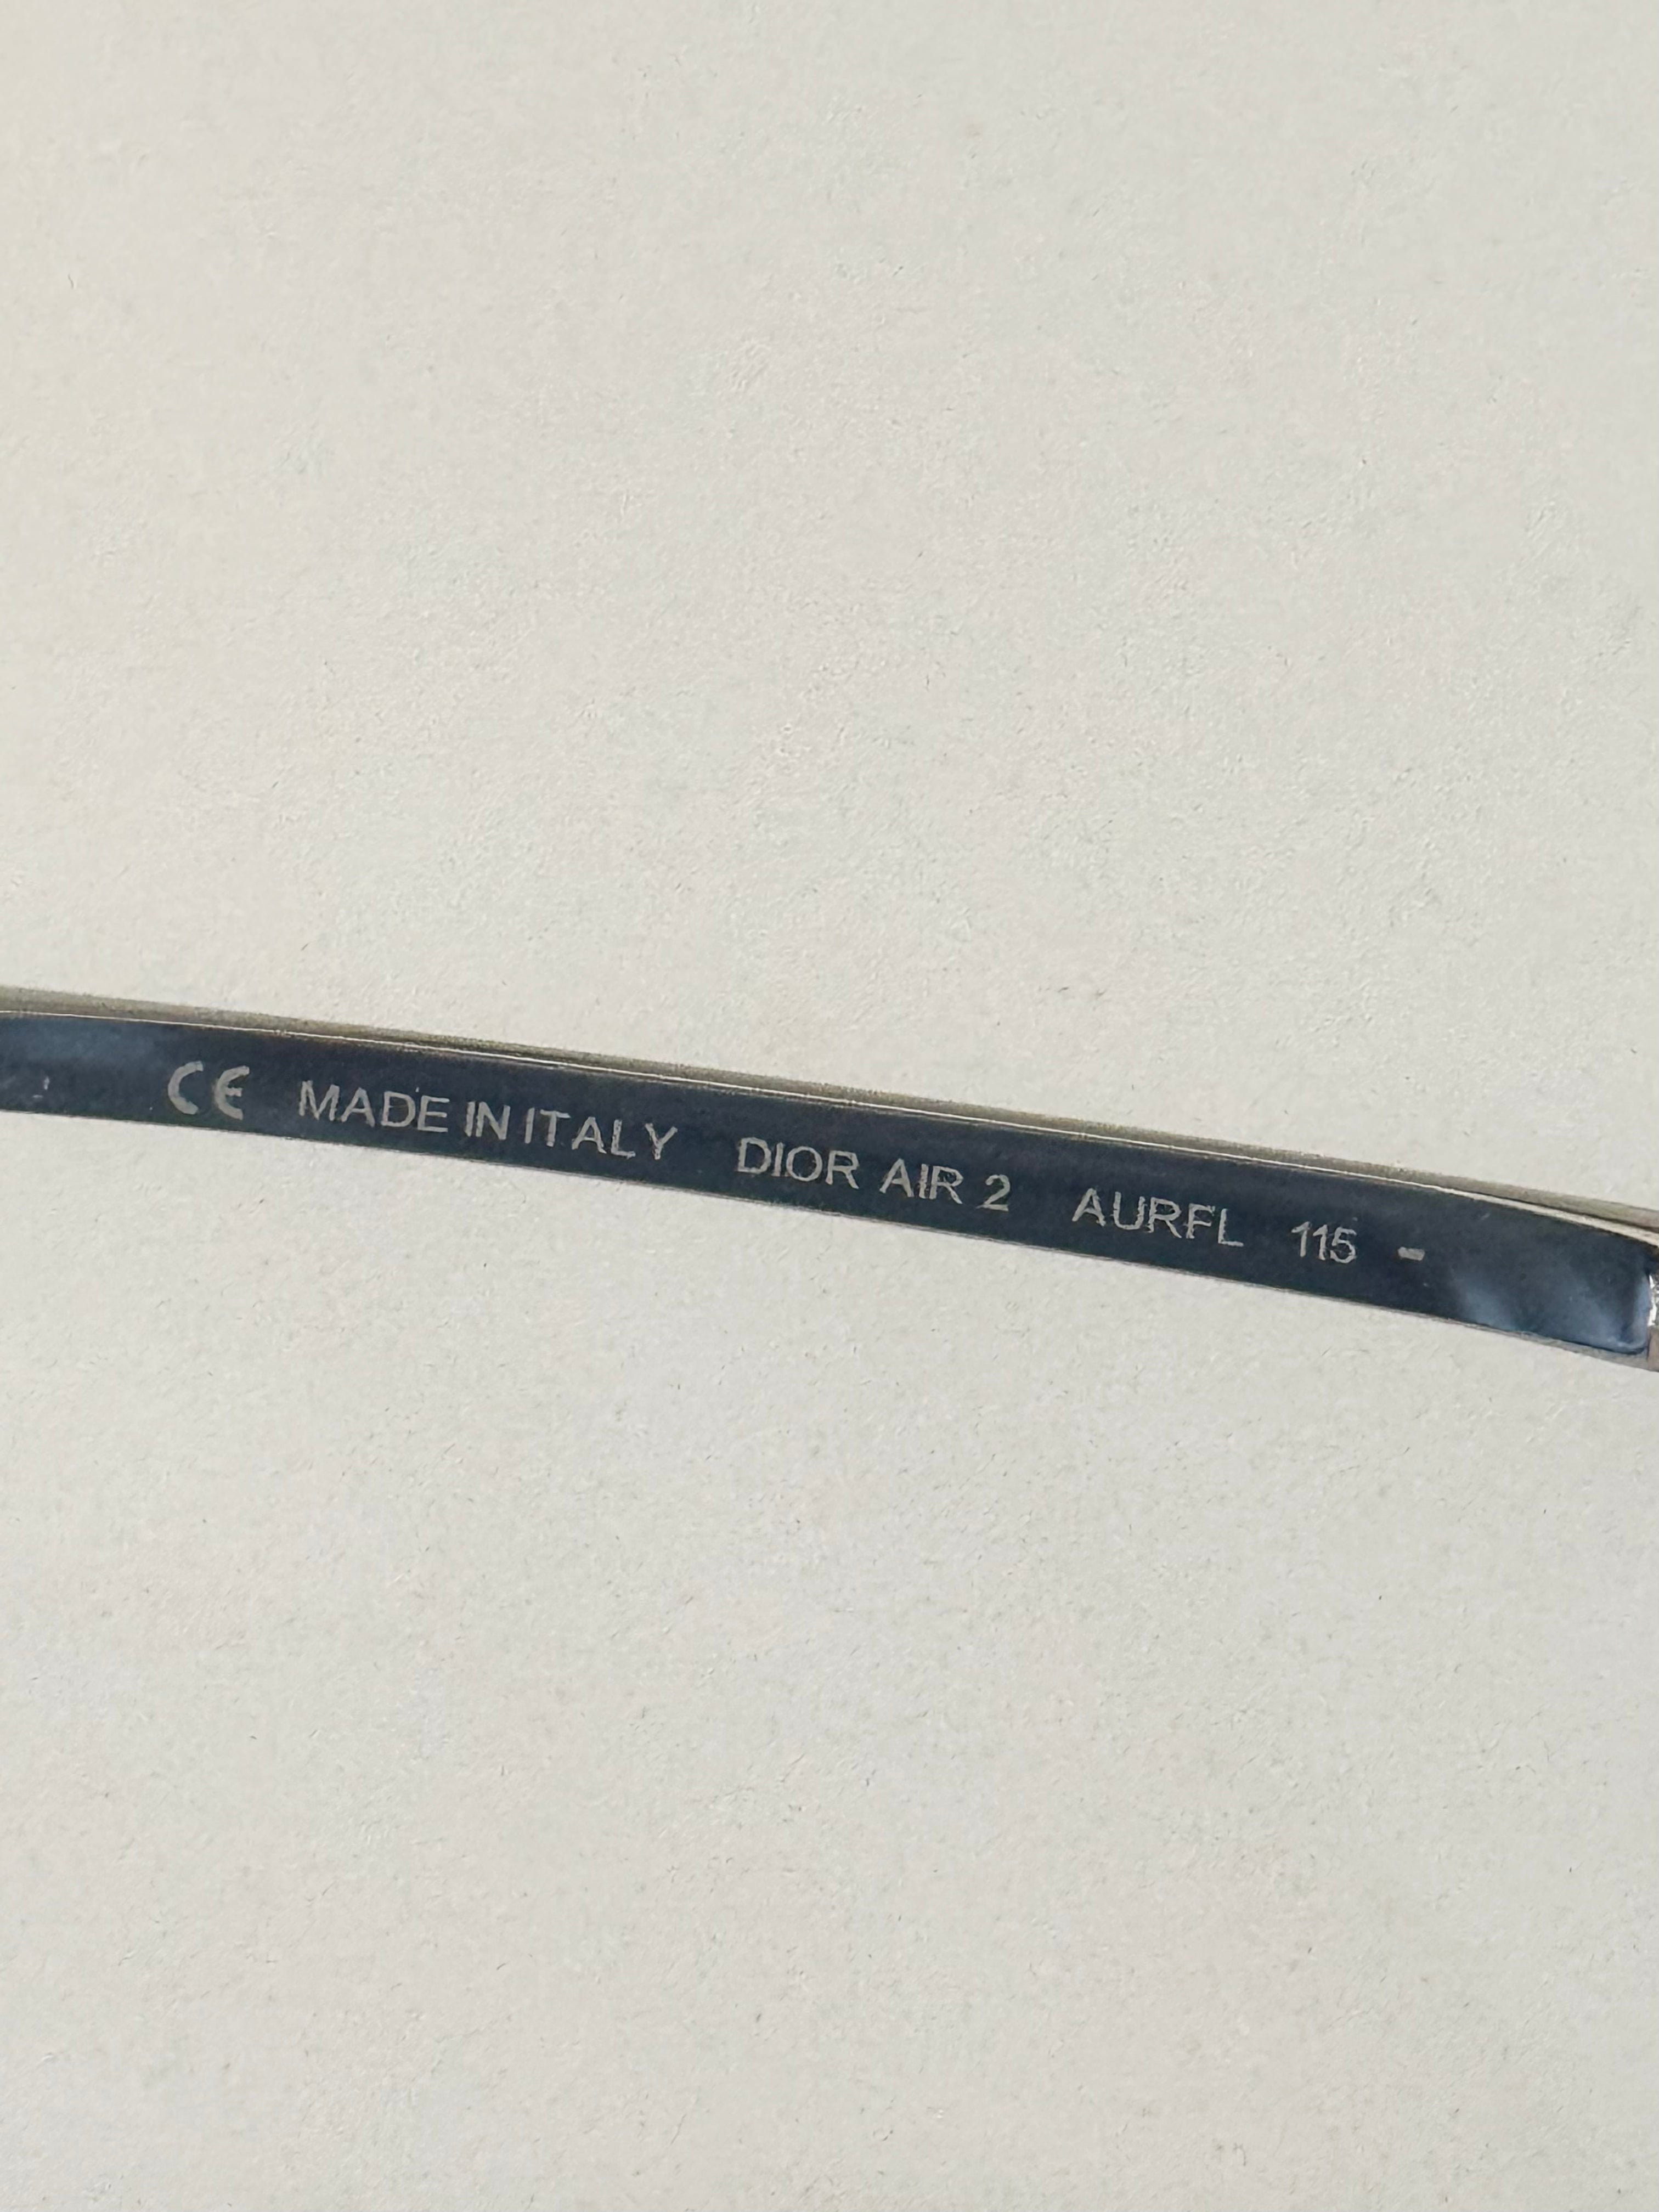 CE MADE IN ITALY DIOR AIR 2 AURFL 115 -